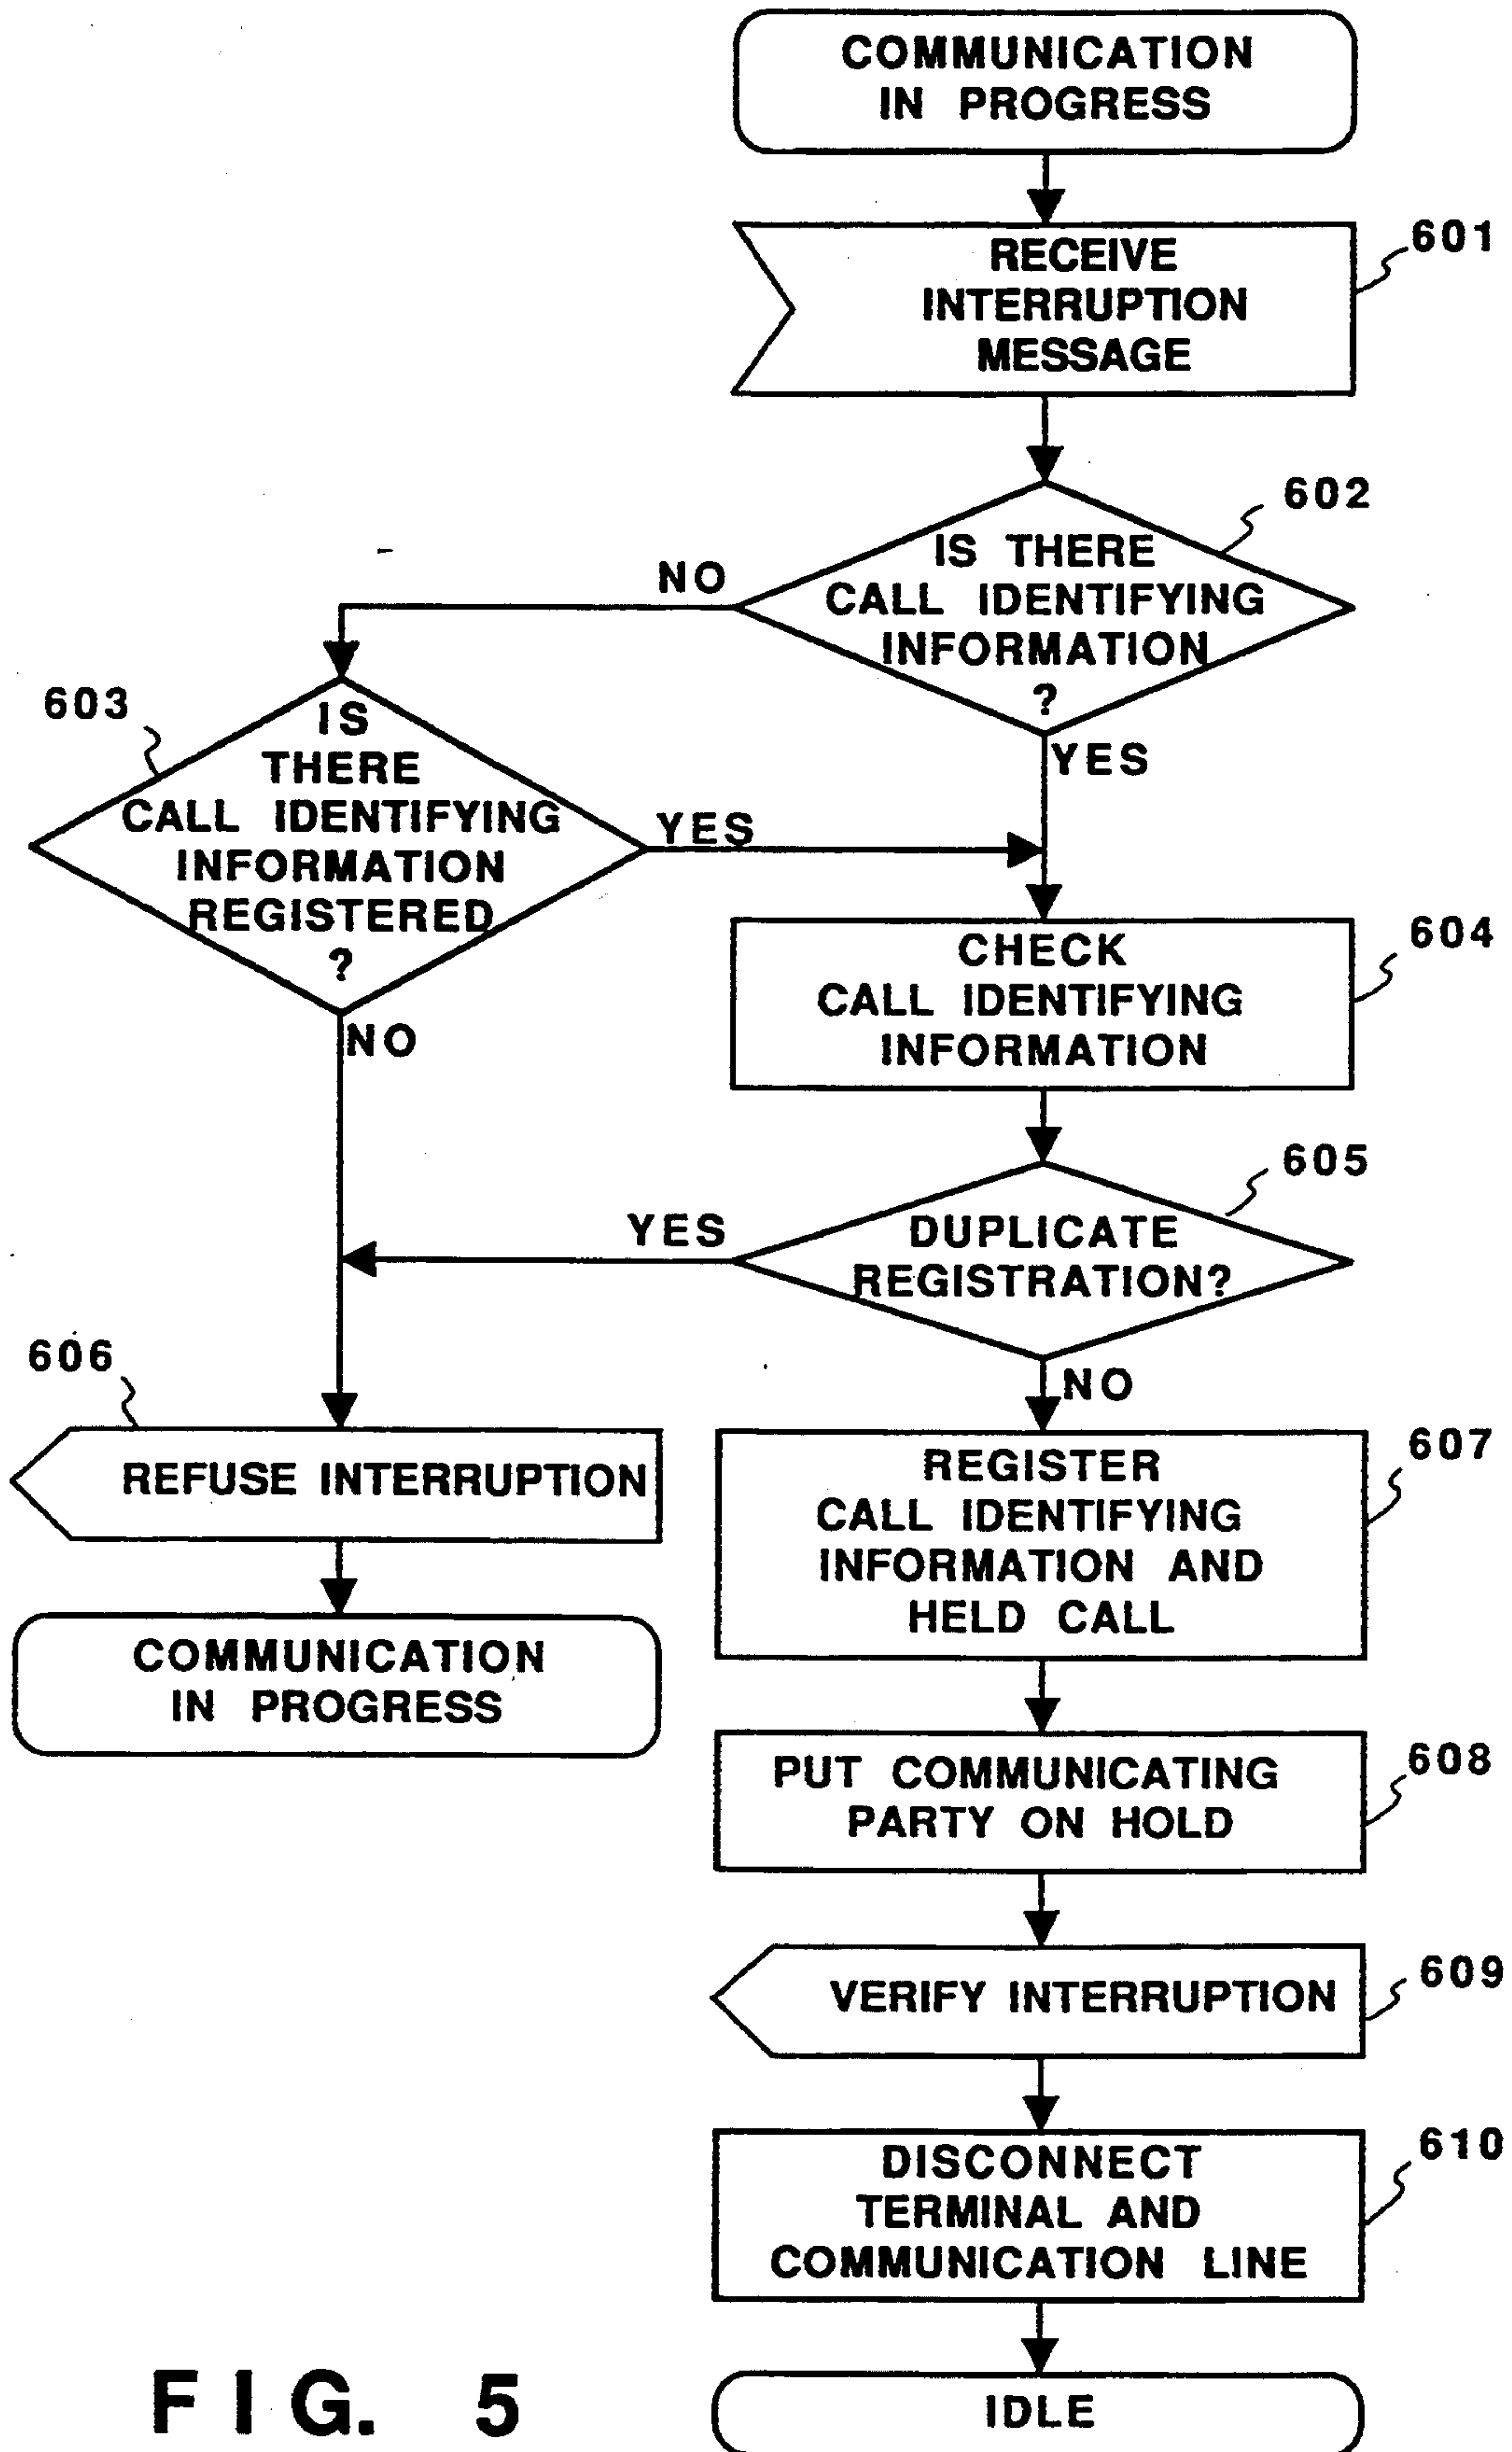 COMMUNICATION
IN PROGRESS
RECEIVE
INTERRUPTION
MESSAGE
601
602
IS THERE
CALL IDENTIFYING
INFORMATION
?
NO
YES
603
IS
THERE
CALL IDENTIFYING
INFORMATION
REGISTERED
?
YES
NO
CHECK
CALL IDENTIFYING
INFORMATION
604
605
DUPLICATE
REGISTRATION?
YES
NO
606
REFUSE INTERRUPTION
COMMUNICATION
IN PROGRESS
607
REGISTER
CALL IDENTIFYING
INFORMATION AND
HELD CALL
PUT COMMUNICATING
PARTY ON HOLD
608
VERIFY INTERRUPTION
609
DISCONNECT
TERMINAL AND
COMMUNICATION LINE
610
IDLE
FIG. 5